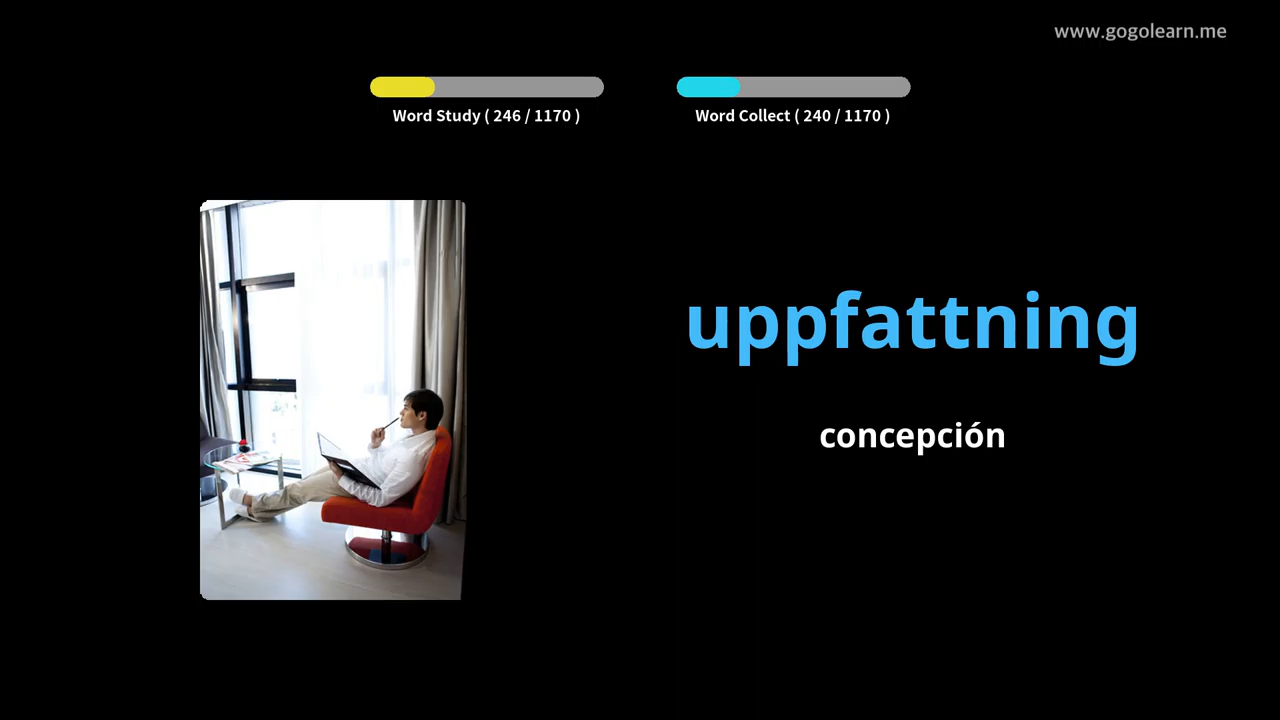 www.gogolearn.me
Word Study ( 246 / 1170 )
Word Collect ( 240 / 1170 )
uppfattning
concepción